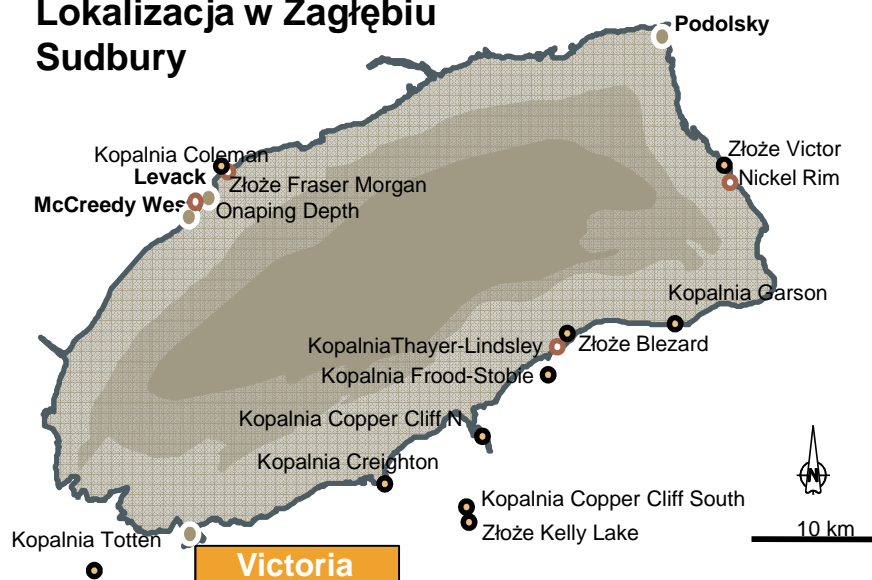 Lokalizacja w Zagłębiu
Sudbury
Podolsky
Kopalnia Coleman
Złoże Victor
Levack
Złoże Fraser Morgan
Nickel Rim
McCreedy Wes
Onaping Depth
Kopalnia Garson
KopalniaThayer-Lindsley
Złoże Blezard
Kopalnia Frood-Stobie
Kopalnia Copper Cliff N
Kopalnia Creighton
N
Kopalnia Copper Cliff South
Złoże Kelly Lake
10 km
Kopalnia Totten
Victoria